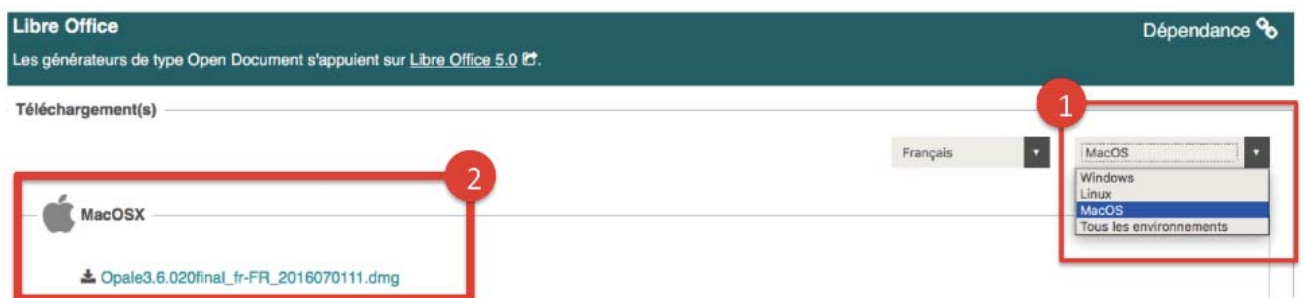 Libre Office
Dépendance
Les générateurs de type Open Document s'appuient sur Libre Office 5.0 .
Téléchargement(s)
1
Français
MacOS
Windows
Linux
MacOS
Tous les environnements
2
MacOSX
Opale3.6.020final_fr-FR_2016070111.dmg